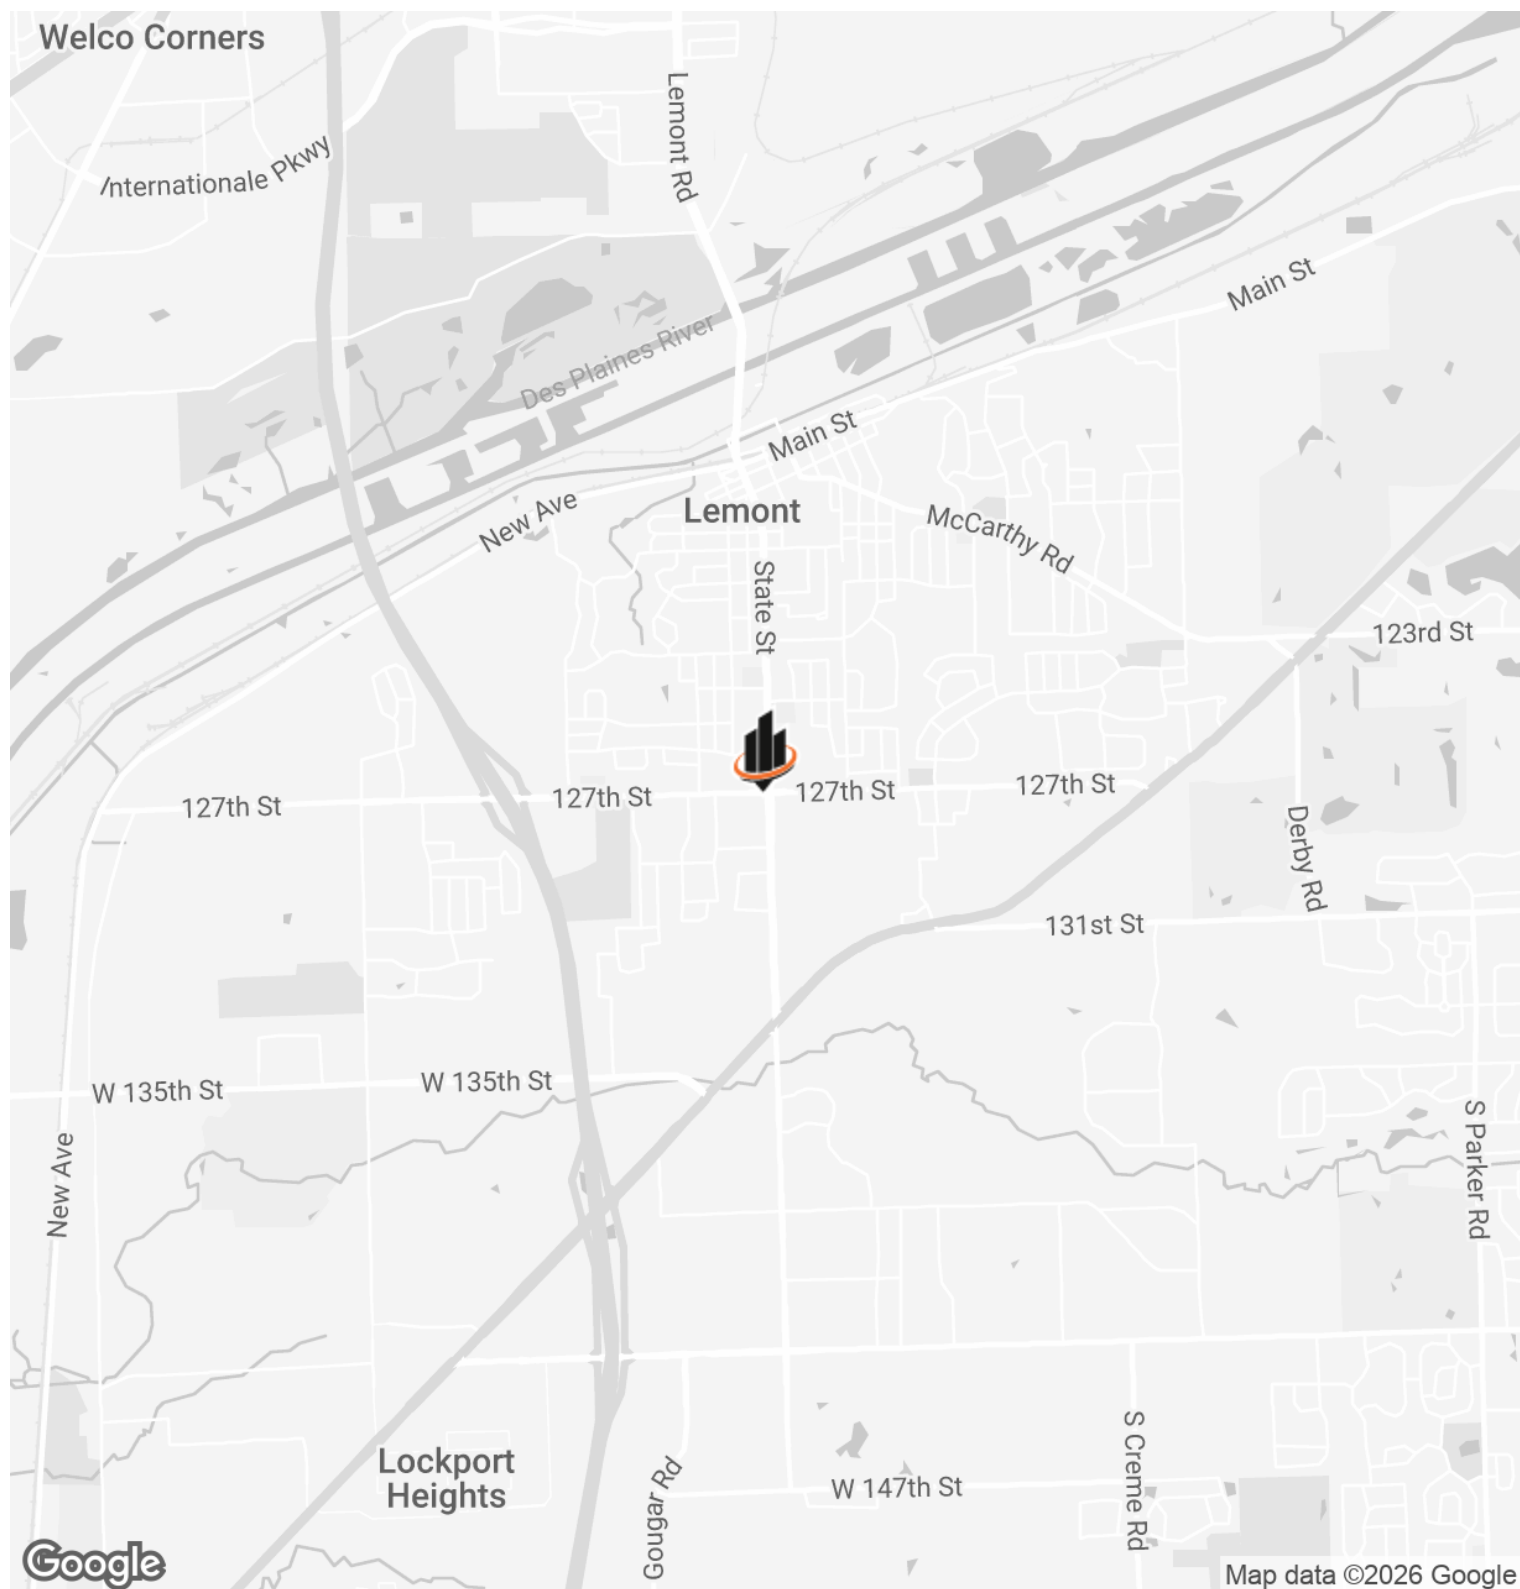 Welco Corners
Lemont Rd
Internationale Pkwy
Main St
Des Plaines River
Main St
New Ave
Lemont
McCarthy Rd
State St
123rd St
127th St
127th St
127th St
127th St
Derby Rd
131st St
W 135th St
W 135th St
New Ave
S Parker Rd
Lockport
Heights
Gougar Rd
W 147th St
S Creme Rd
Google
Map data ©2026 Google